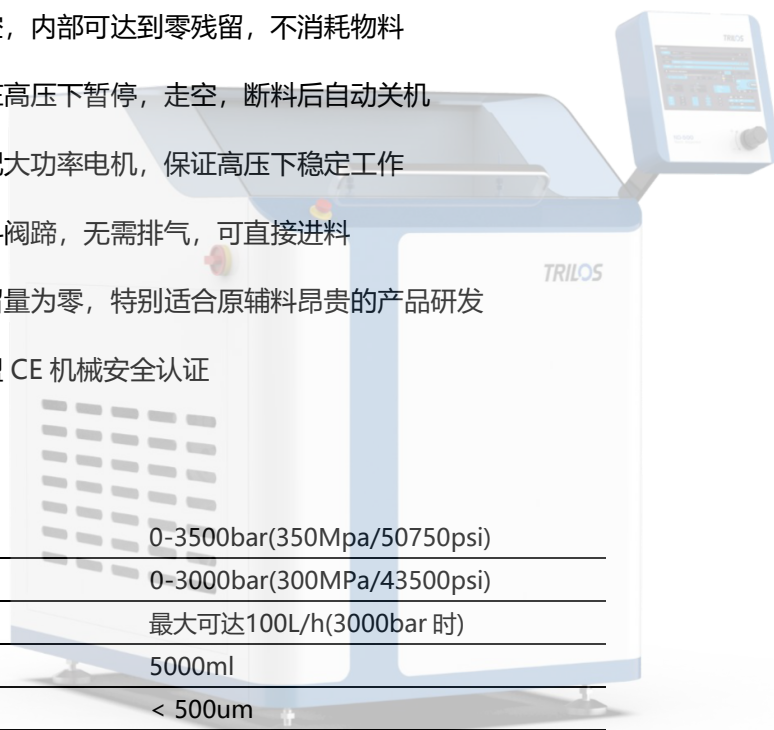 TRILOS
，内部可达到零残留，不消耗物料
高压下暂停，走空，断料后自动关机
大功率电机，保证高压下稳定工作
阀蹄，无需排气，可直接进料
TRILOS
量为零，特别适合原辅料昂贵的产品研发
CE 机械安全认证
0-3500bar(350Mpa/50750psi)
0-3000bar(300MPa/43500psi)
最大可达100L/h(3000bar 时)
5000ml
< 500um